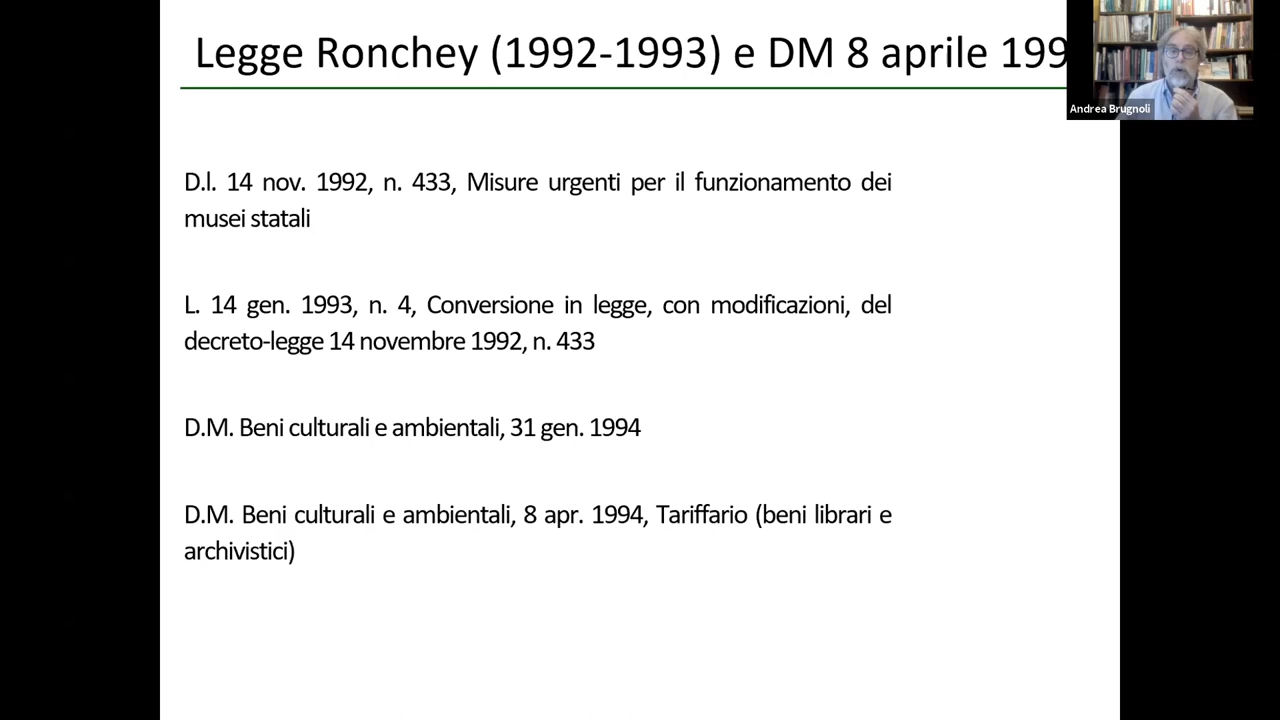 Legge Ronchey (1992-1993) e DM 8 aprile 199
Andrea Brugnoli
D.l. 14 nov. 1992, n. 433, Misure urgenti per il funzionamento dei
musei statali
L. 14 gen. 1993, n. 4, Conversione in legge, con modificazioni, del
decreto-legge 14 novembre 1992, n. 433
D.M. Beni culturali e ambientali, 31 gen. 1994
D.M. Beni culturali e ambientali, 8 apr. 1994, Tariffario (beni librari e
archivistici)